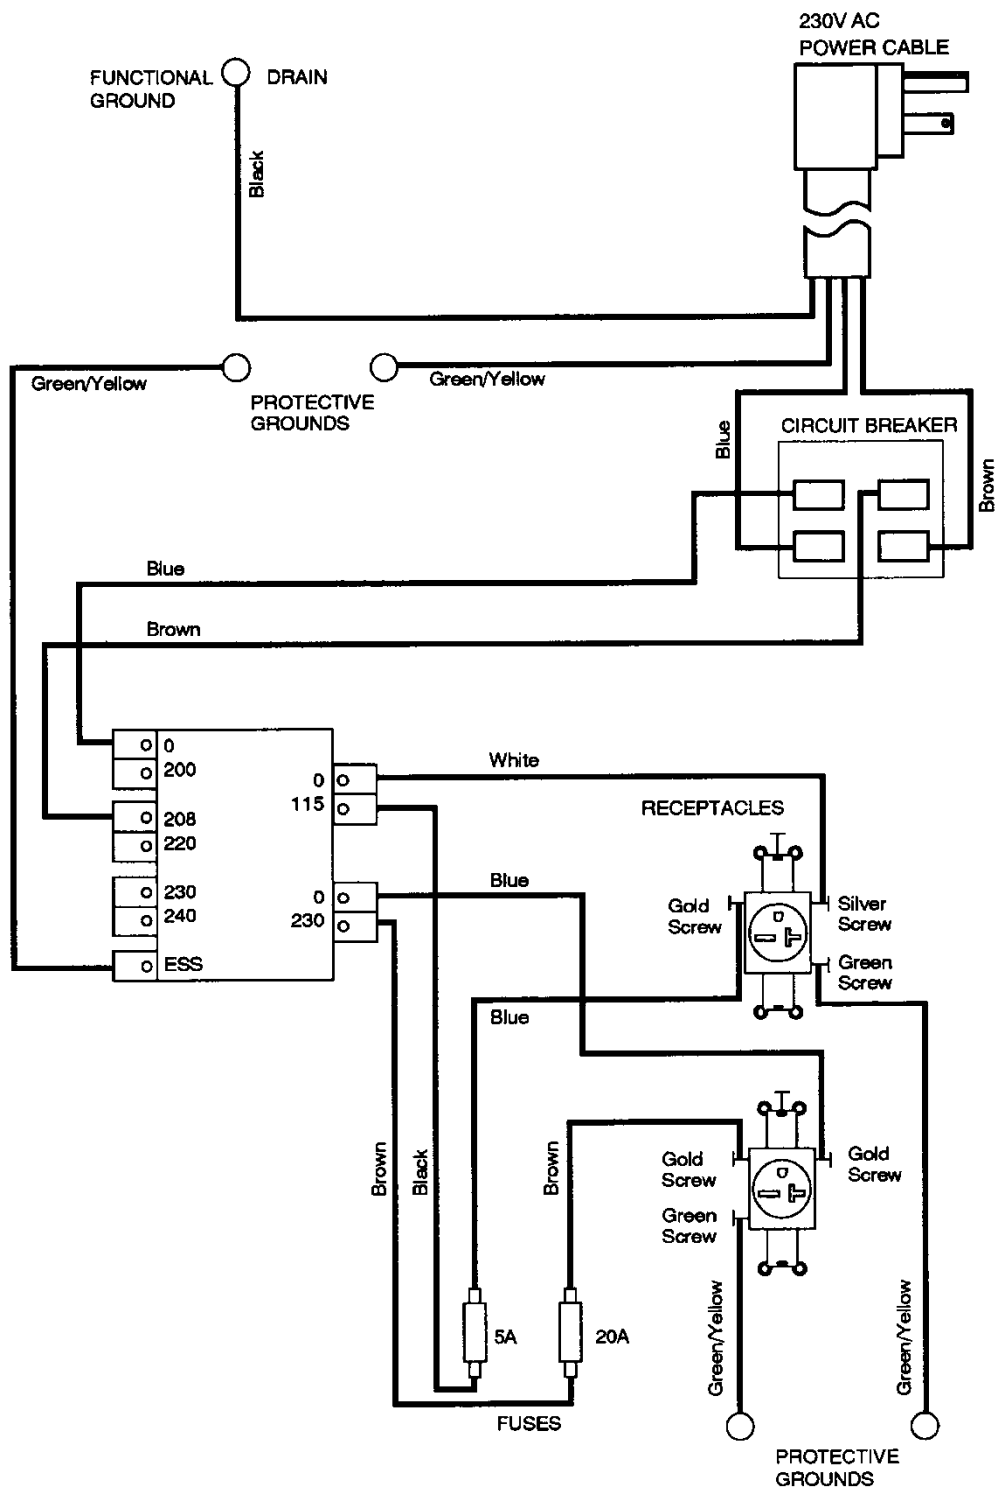 230V AC
POWER CABLE
FUNCTIONAL
GROUND
DRAIN
Black
Green/Yellow
Green/Yellow
PROTECTIVE
GROUNDS
CIRCUIT BREAKER
Blue
Brown
Blue
Brown
0
200
208
220
230
240
ESS
0
115
0
230
White
RECEPTACLES
Blue
Gold
Screw
Silver
Screw
Green
Screw
Blue
Brown
Black
Brown
Gold
Screw
Gold
Screw
Green
Screw
5A
20A
FUSES
Green/Yellow
Green/Yellow
PROTECTIVE
GROUNDS